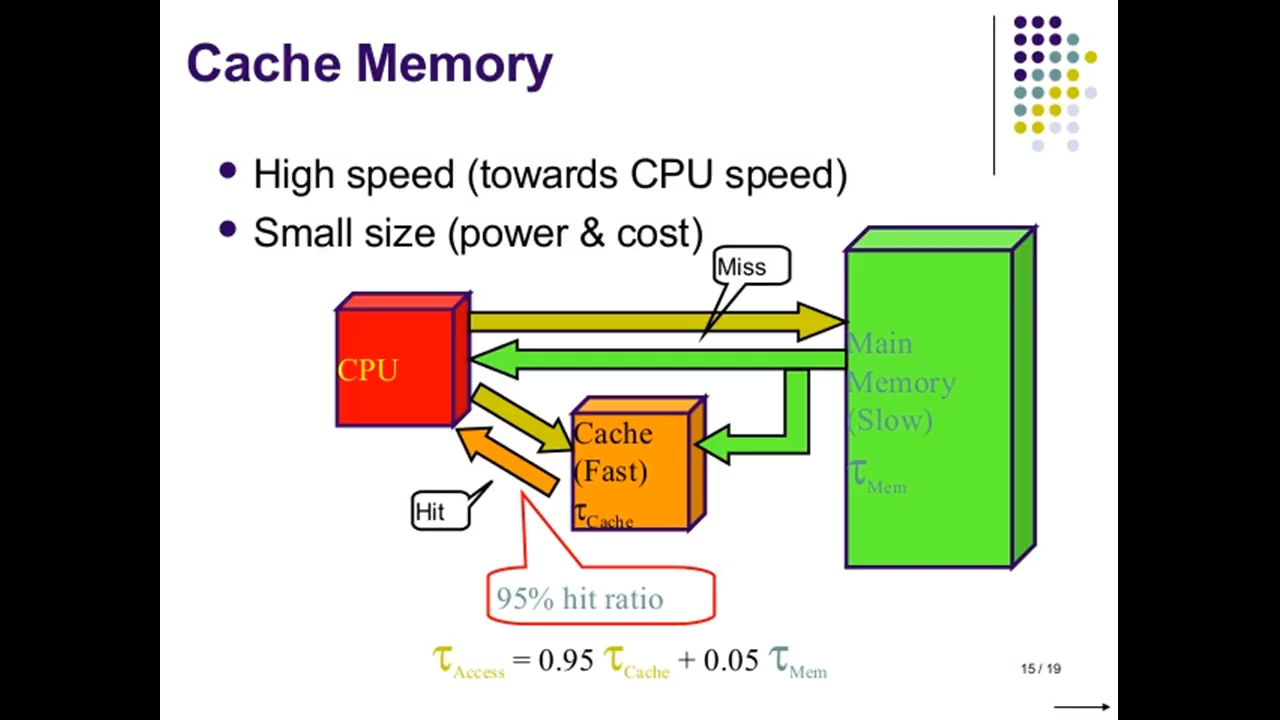 Cache Memory
High speed (towards CPU speed)
Small size (power & cost)
Miss
CPU
Main
Memory
(Slow)
τMem
Cache
(Fast)
τCache
Hit
95% hit ratio
τAccess = 0.95 τCache + 0.05 τMem
15 / 19